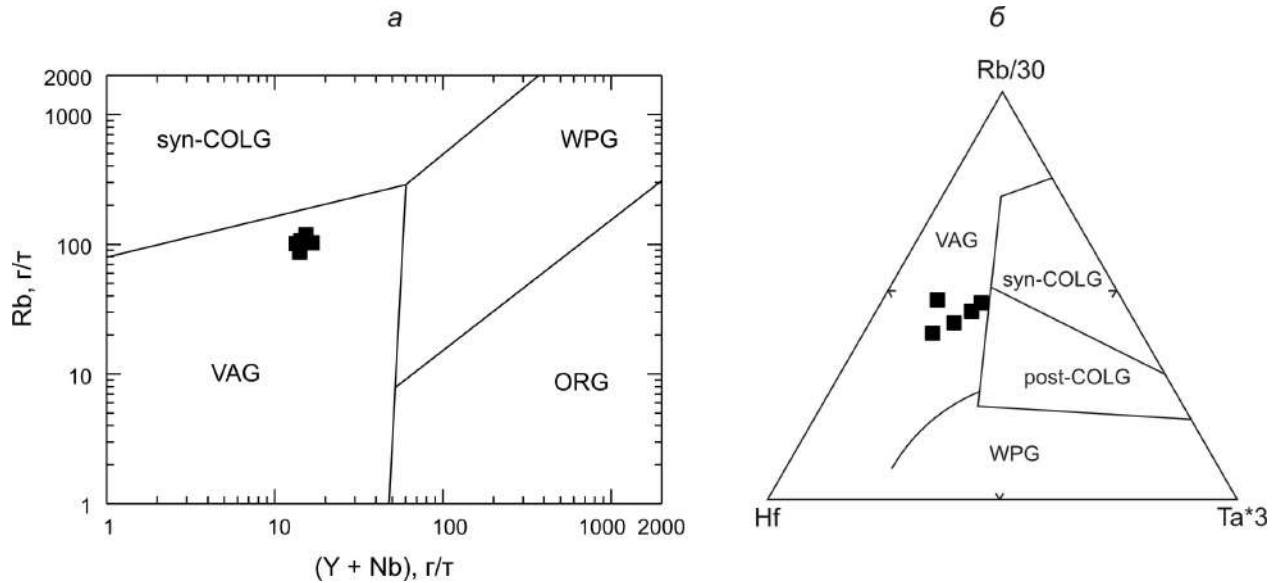 а
2000
1000
100
10
1
Rb, г/т
syn-COLG
WPG
VAG
ORG
1 10 100 1000 2000
(Y + Nb), г/т
б
Rb/30
VAG
syn-COLG
post-COLG
WPG
Hf Ta*3